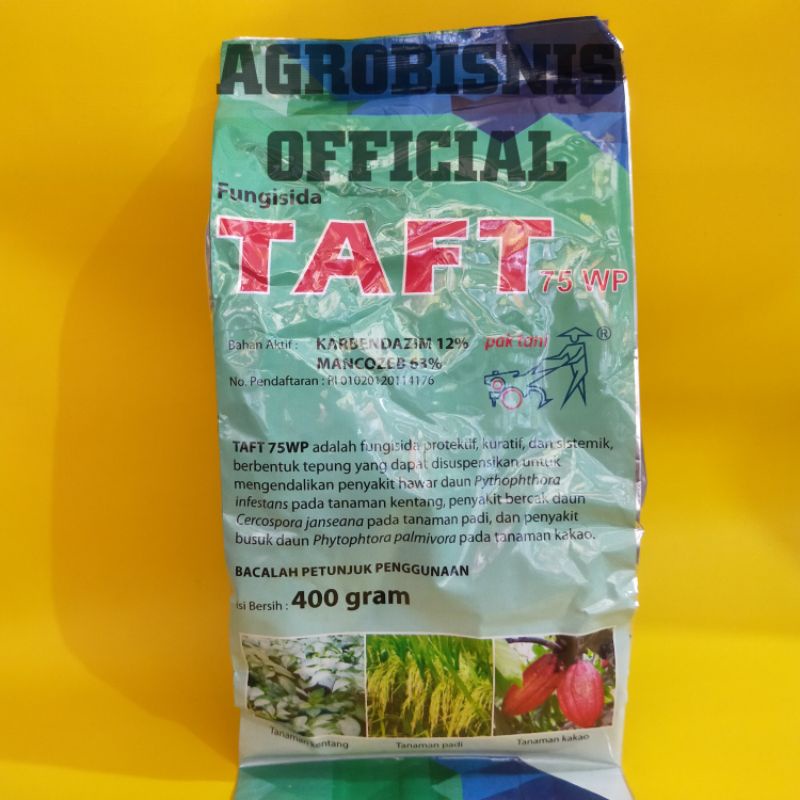 AGROBISNIS
OFFICIAL
Fungisida
TAFT
75 WP
Bahan Aktif : KARBENDAZIM 12%
MANCOZEB 63%
No. Pendaftaran : RI 01020120114176
pak tani ®
TAFT 75WP adalah fungisida protektif, kuratif, dan sistemik,
berbentuk tepung yang dapat disuspensikan untuk
mengendalikan penyakit hawar daun Pythophthora
infestans pada tanaman kentang, penyakit bercak daun
Cercospora janseana pada tanaman padi, dan penyakit
busuk daun Phytophtora palmivora pada tanaman kakao.
BACALAH PETUNJUK PENGGUNAAN
Isi Bersih : 400 gram
Tanaman kentang
Tanaman padi
Tanaman kakao